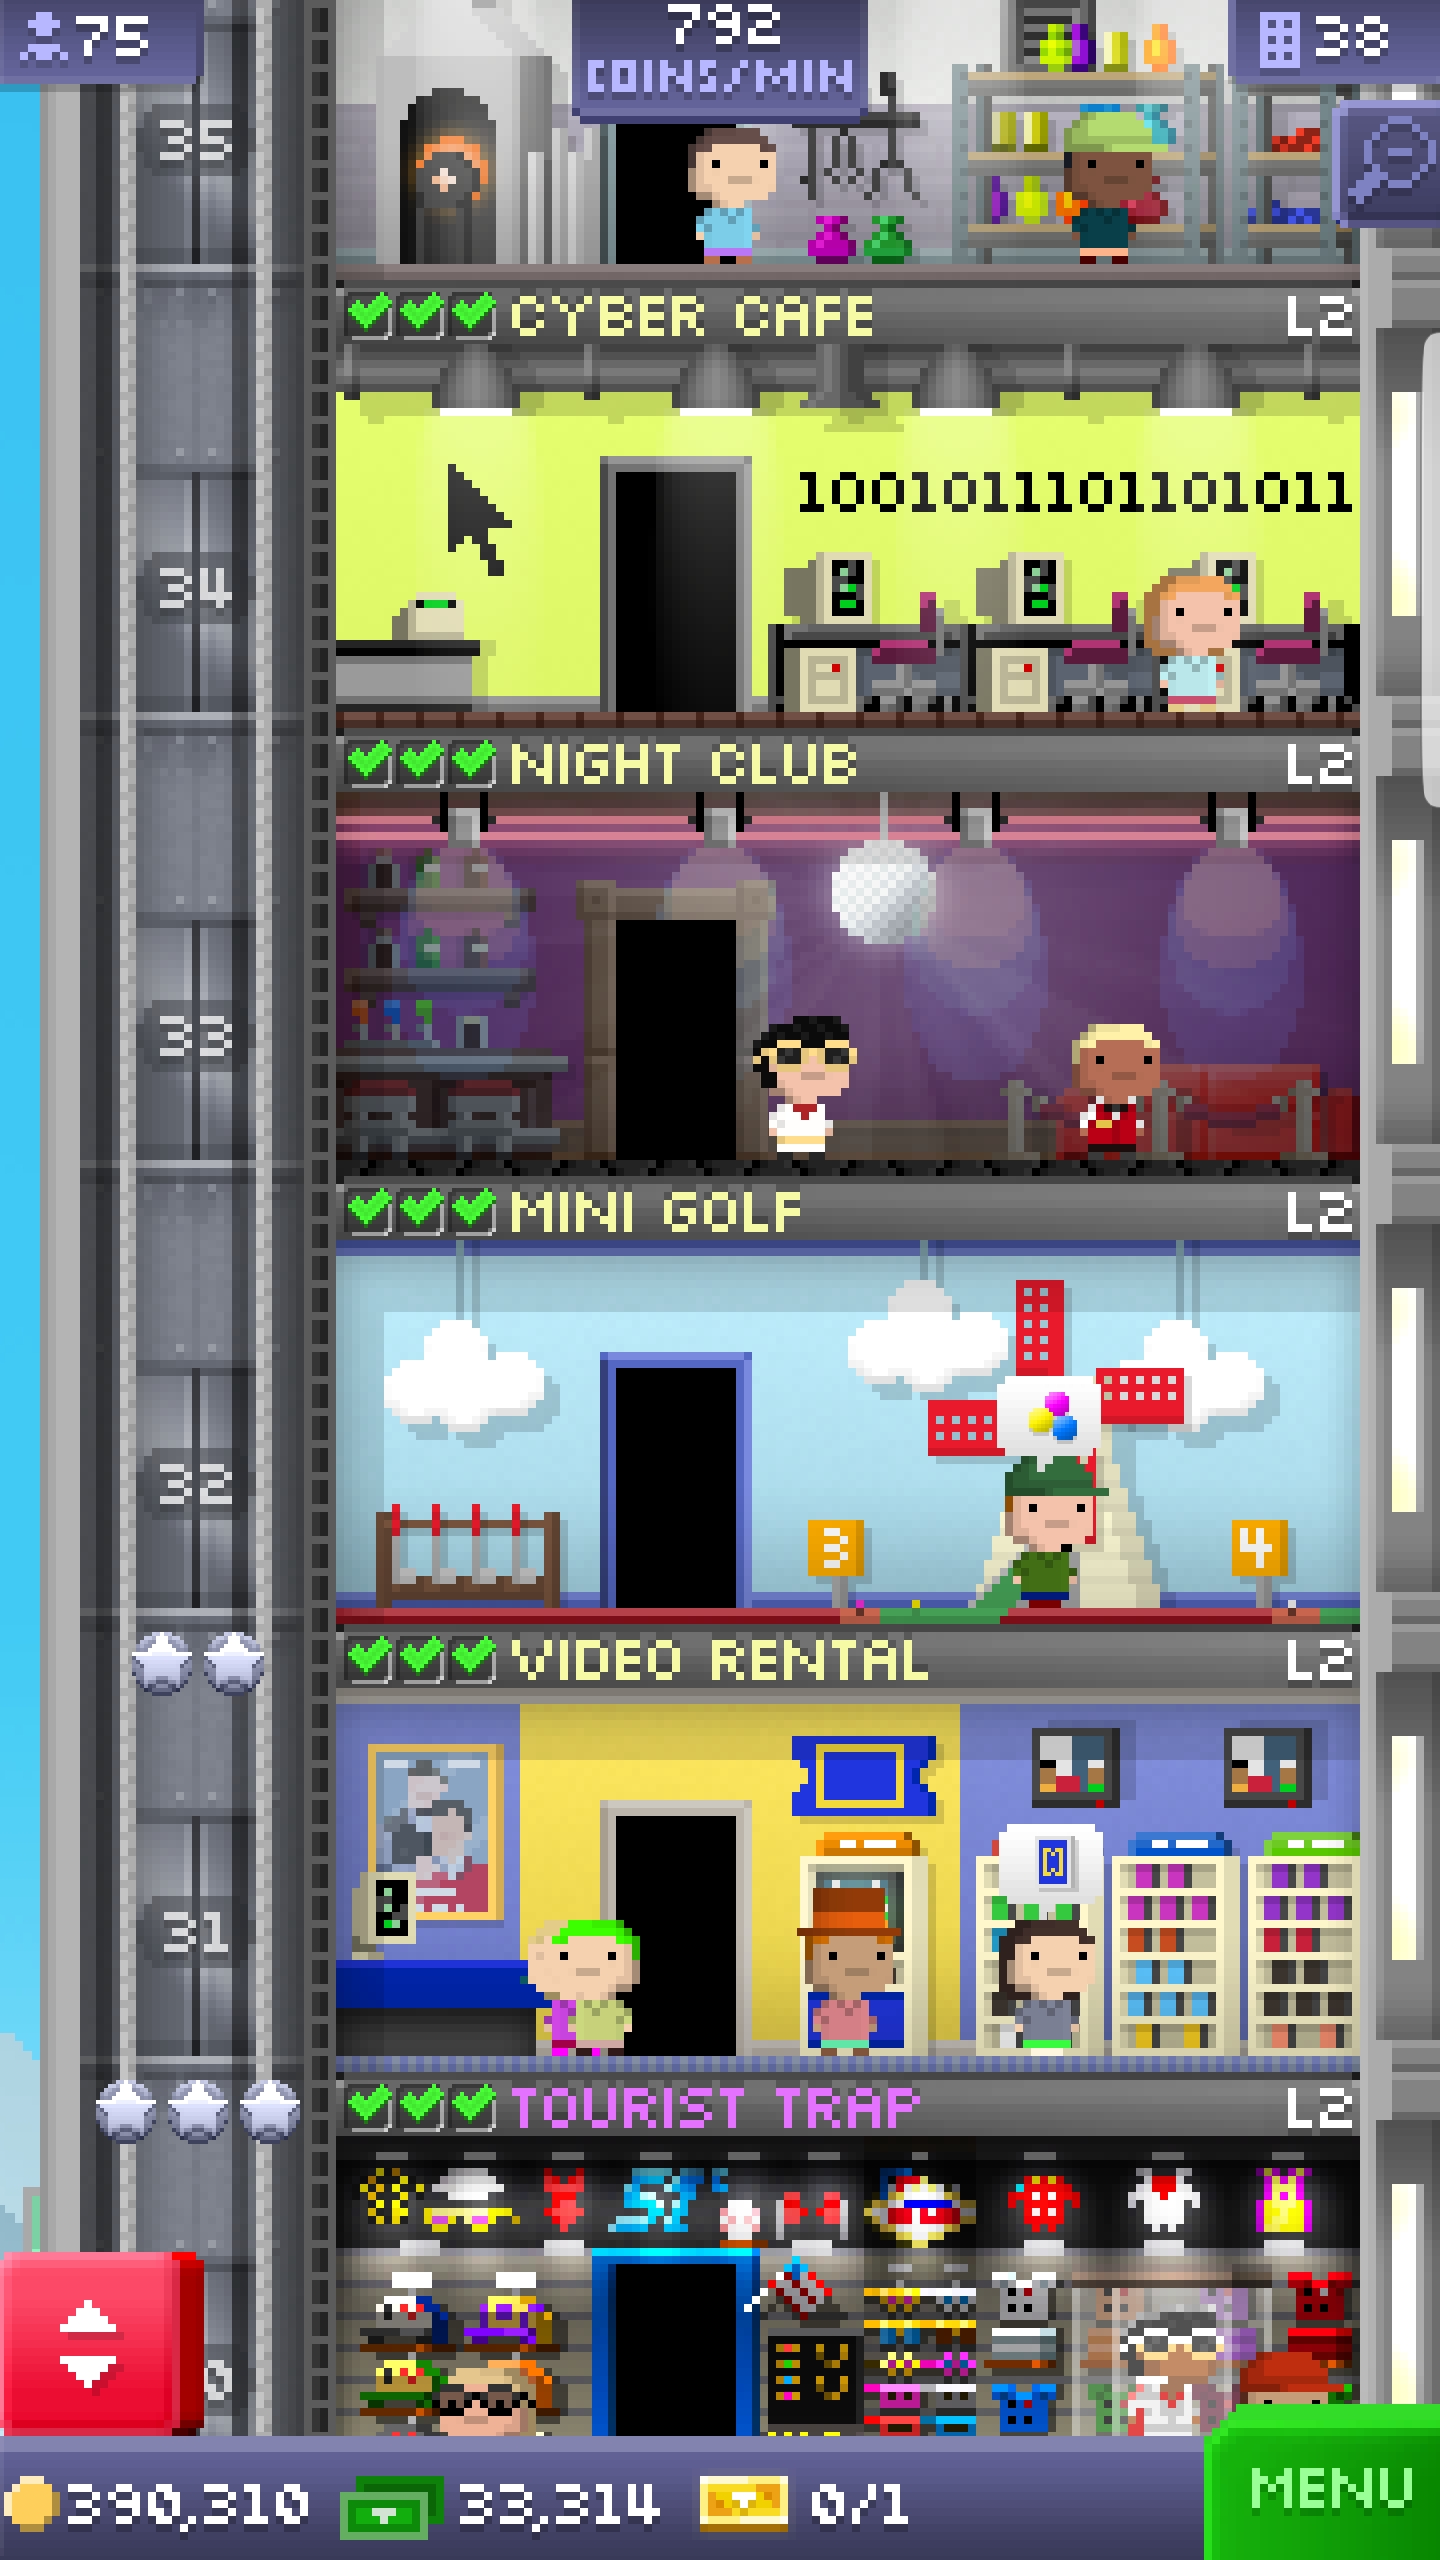 75
792
COINS/MIN
38
35
CYBER CAFE L2
1001011101101011
34
NIGHT CLUB L2
33
MINI GOLF L2
32
3
4
VIDEO RENTAL L2
31
TOURIST TRAP L2
0
390,310
33,314
0/1
MENU